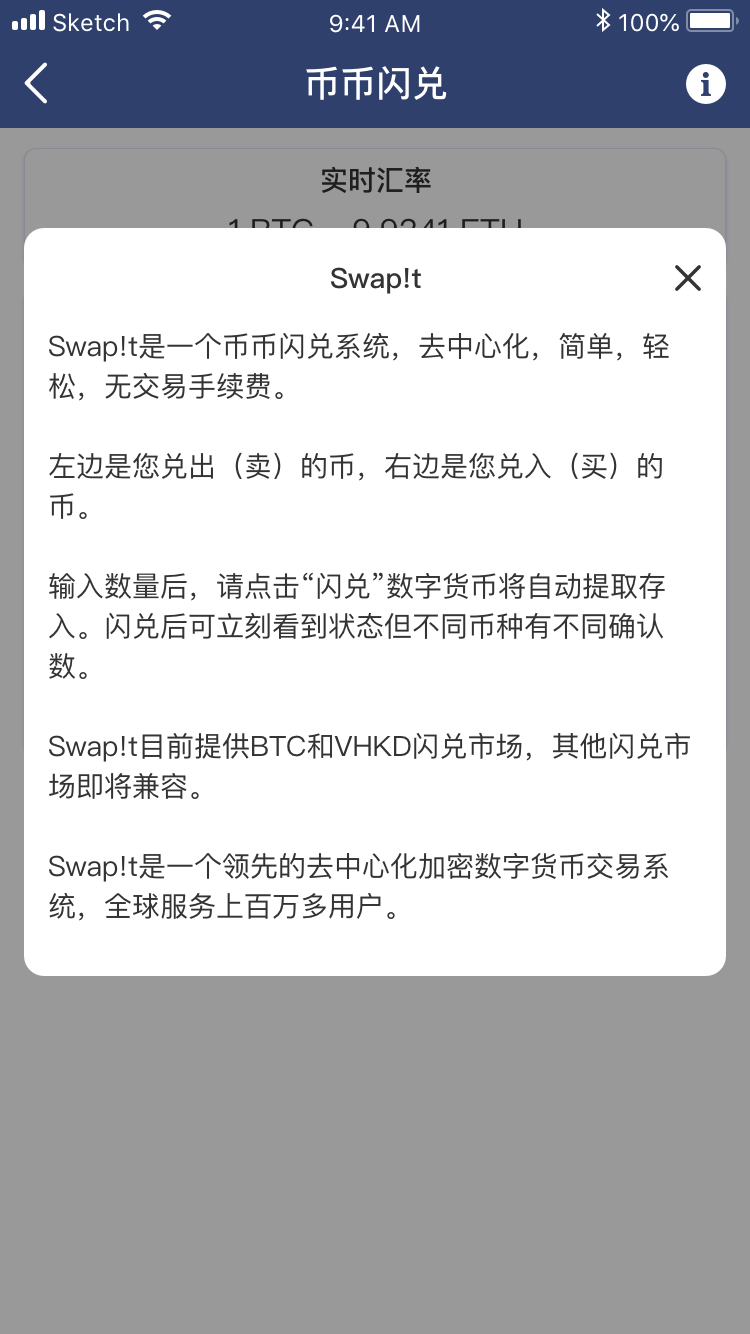 Sketch 9:41 AM 100%
币币闪兑
实时汇率
Swap!t
Swap!t是一个币币闪兑系统，去中心化，简单，轻
松，无交易手续费。
左边是您兑出（卖）的币，右边是您兑入（买）的
币。
输入数量后，请点击“闪兑”数字货币将自动提取存
入。闪兑后可立刻看到状态但不同币种有不同确认
数。
Swap!t目前提供BTC和VHKD闪兑市场，其他闪兑市
场即将兼容。
Swap!t是一个领先的去中心化加密数字货币交易系
统，全球服务上百万多用户。